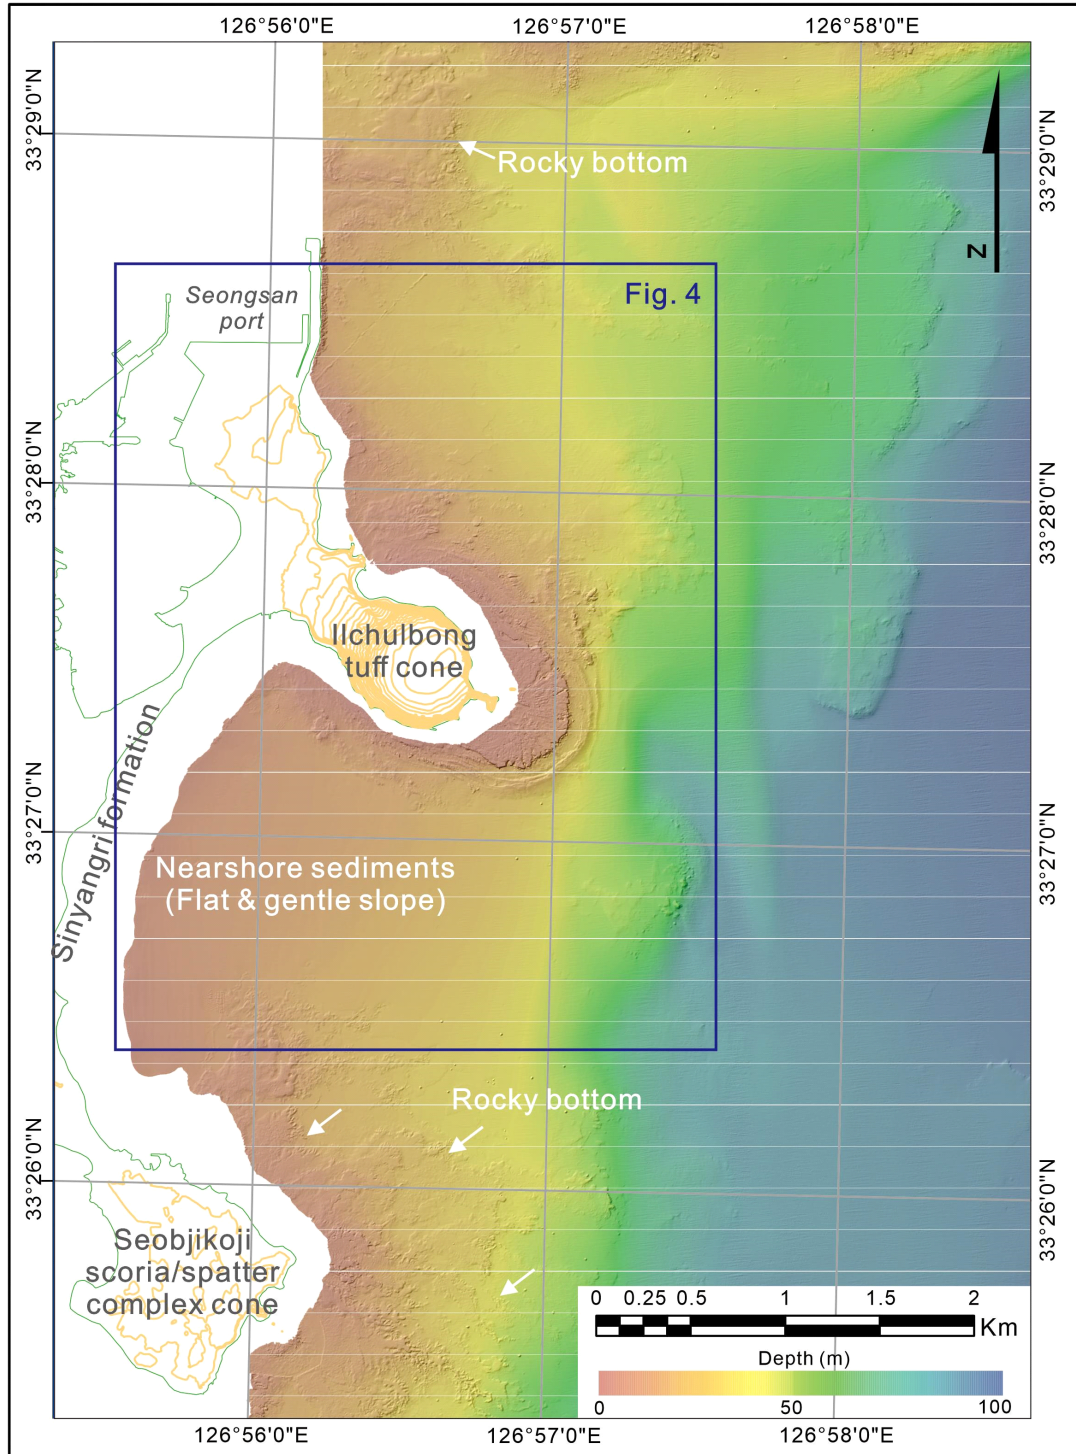 126°56'0"E
126°57'0"E
126°58'0"E
33°29'0"N
33°29'0"N
Rocky bottom
N
Seongsan
port
Fig. 4
33°28'0"N
33°28'0"N
Ilchulbong
tuff cone
Sinyangri formation
33°27'0"N
33°27'0"N
Nearshore sediments
(Flat & gentle slope)
Rocky bottom
33°26'0"N
33°26'0"N
Seobjikoji
scoria/spatter
complex cone
0 0.25 0.5 1 1.5 2
Km
Depth (m)
0 50 100
126°56'0"E
126°57'0"E
126°58'0"E